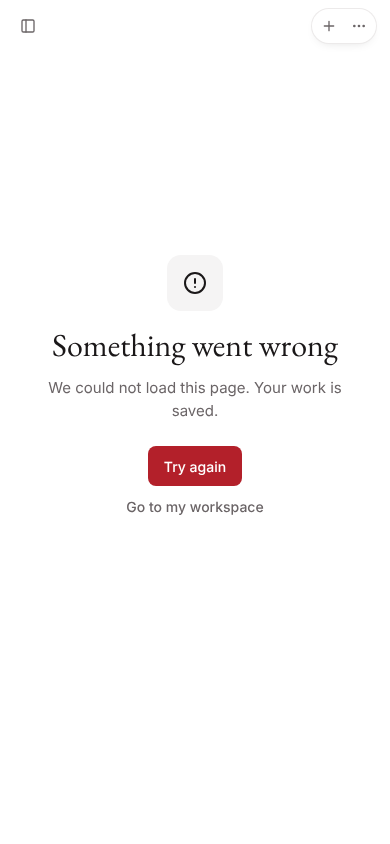 Something went wrong
We could not load this page. Your work is
saved.
Try again
Go to my workspace